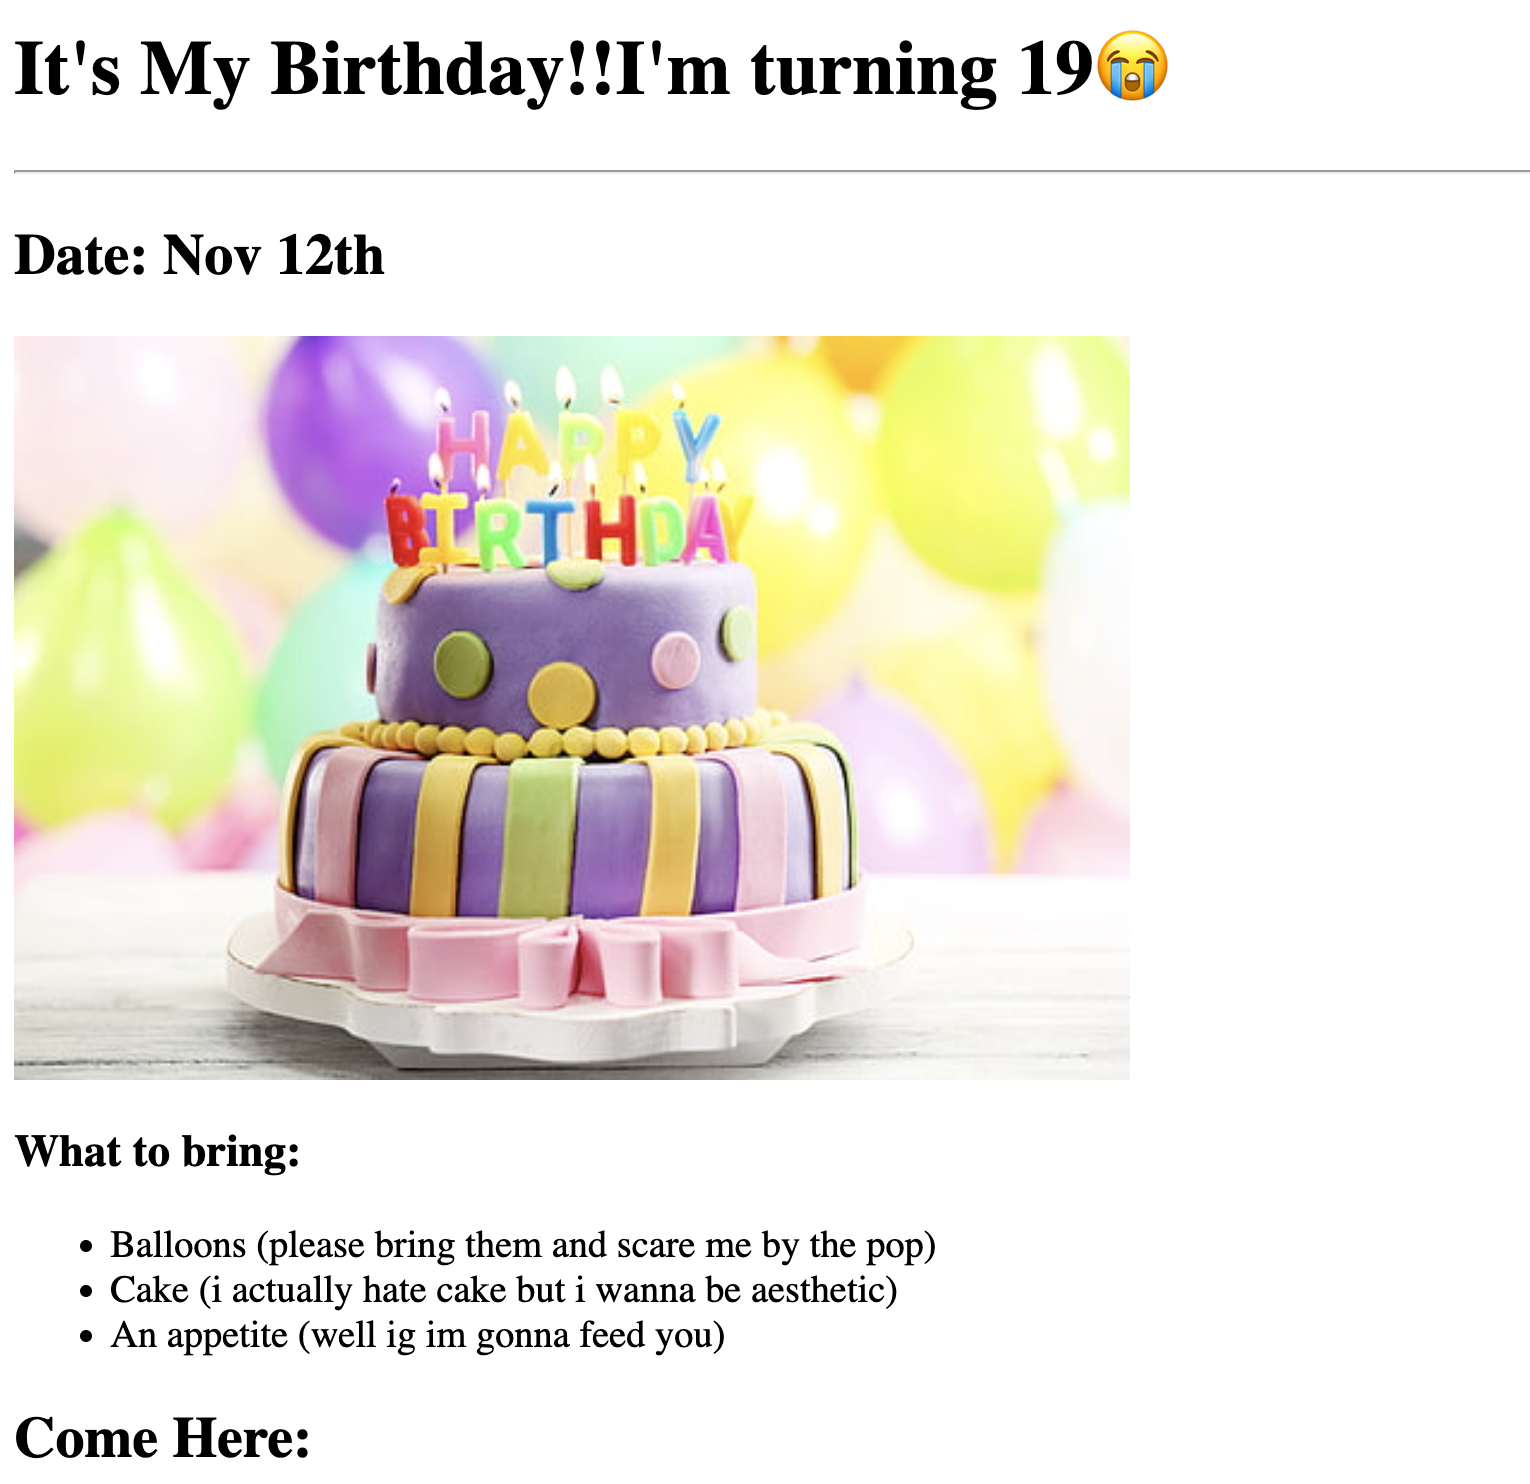 It's My Birthday!!I'm turning 19😭
Date: Nov 12th
HAPPY
BIRTHDAY
What to bring:
• Balloons (please bring them and scare me by the pop)
• Cake (i actually hate cake but i wanna be aesthetic)
• An appetite (well ig im gonna feed you)
Come Here: